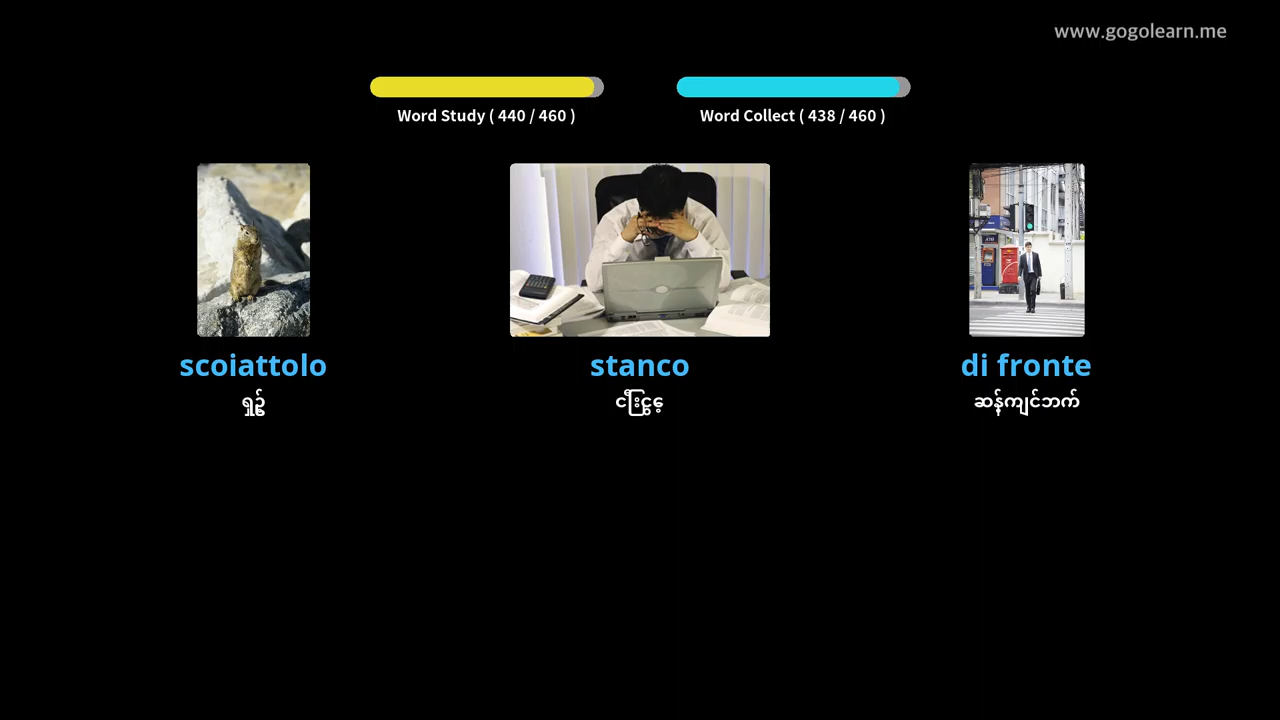 www.gogolearn.me
Word Study ( 440 / 460 )
Word Collect ( 438 / 460 )
scoiattolo
stanco
di fronte
ရှဉ့်
ငြီးငွေ့
ဆန့်ကျင်ဘက်